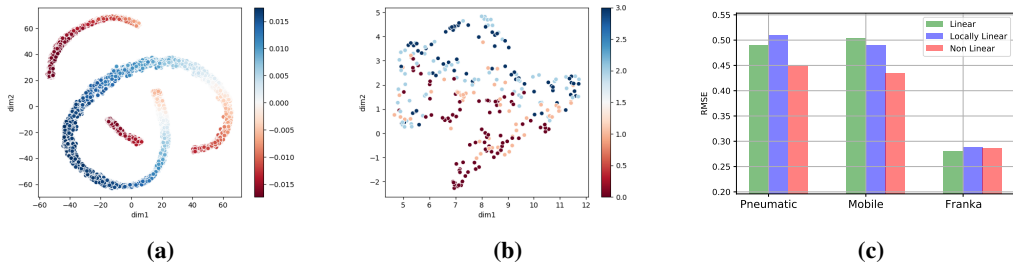 60
40
20
0
−20
−40
−60
dim2
−60 −40 −20 0 20 40 60
dim1
0.015
0.010
0.005
0.000
−0.005
−0.010
−0.015
(a)
5
4
3
2
1
0
−1
−2
dim2
5 6 7 8 9 10 11 12
dim1
3.0
2.5
2.0
1.5
1.0
0.5
0.0
(b)
0.55
0.50
0.45
0.40
0.35
0.30
0.25
0.20
RMSE
Linear
Locally Linear
Non Linear
Pneumatic Mobile Franka
(c)